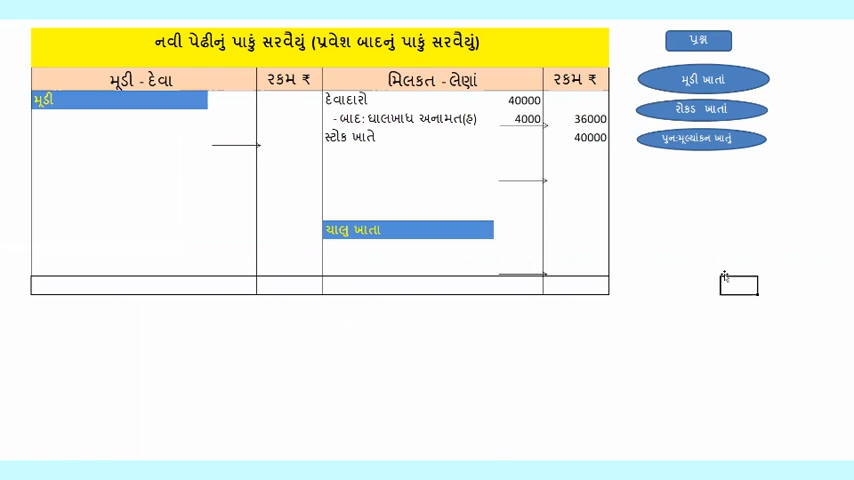 નવી પેઢીનું પાકું સરવૈયું (પ્રવેશ બાદનું પાકું સરવૈયું)
મૂડી - દેવા રકમ ₹ મિલકત - લેણાં રકમ ₹
મૂડી
દેવાદારો 40000
- બાદ: ઘાલખાધ અનામત(હ) 4000 36000
સ્ટોક ખાતે 40000
ચાલુ ખાતા
પ્રશ્ન
મૂડી ખાતાં
રોકડ ખાતાં
પુન:મૂલ્યાંકન ખાતું